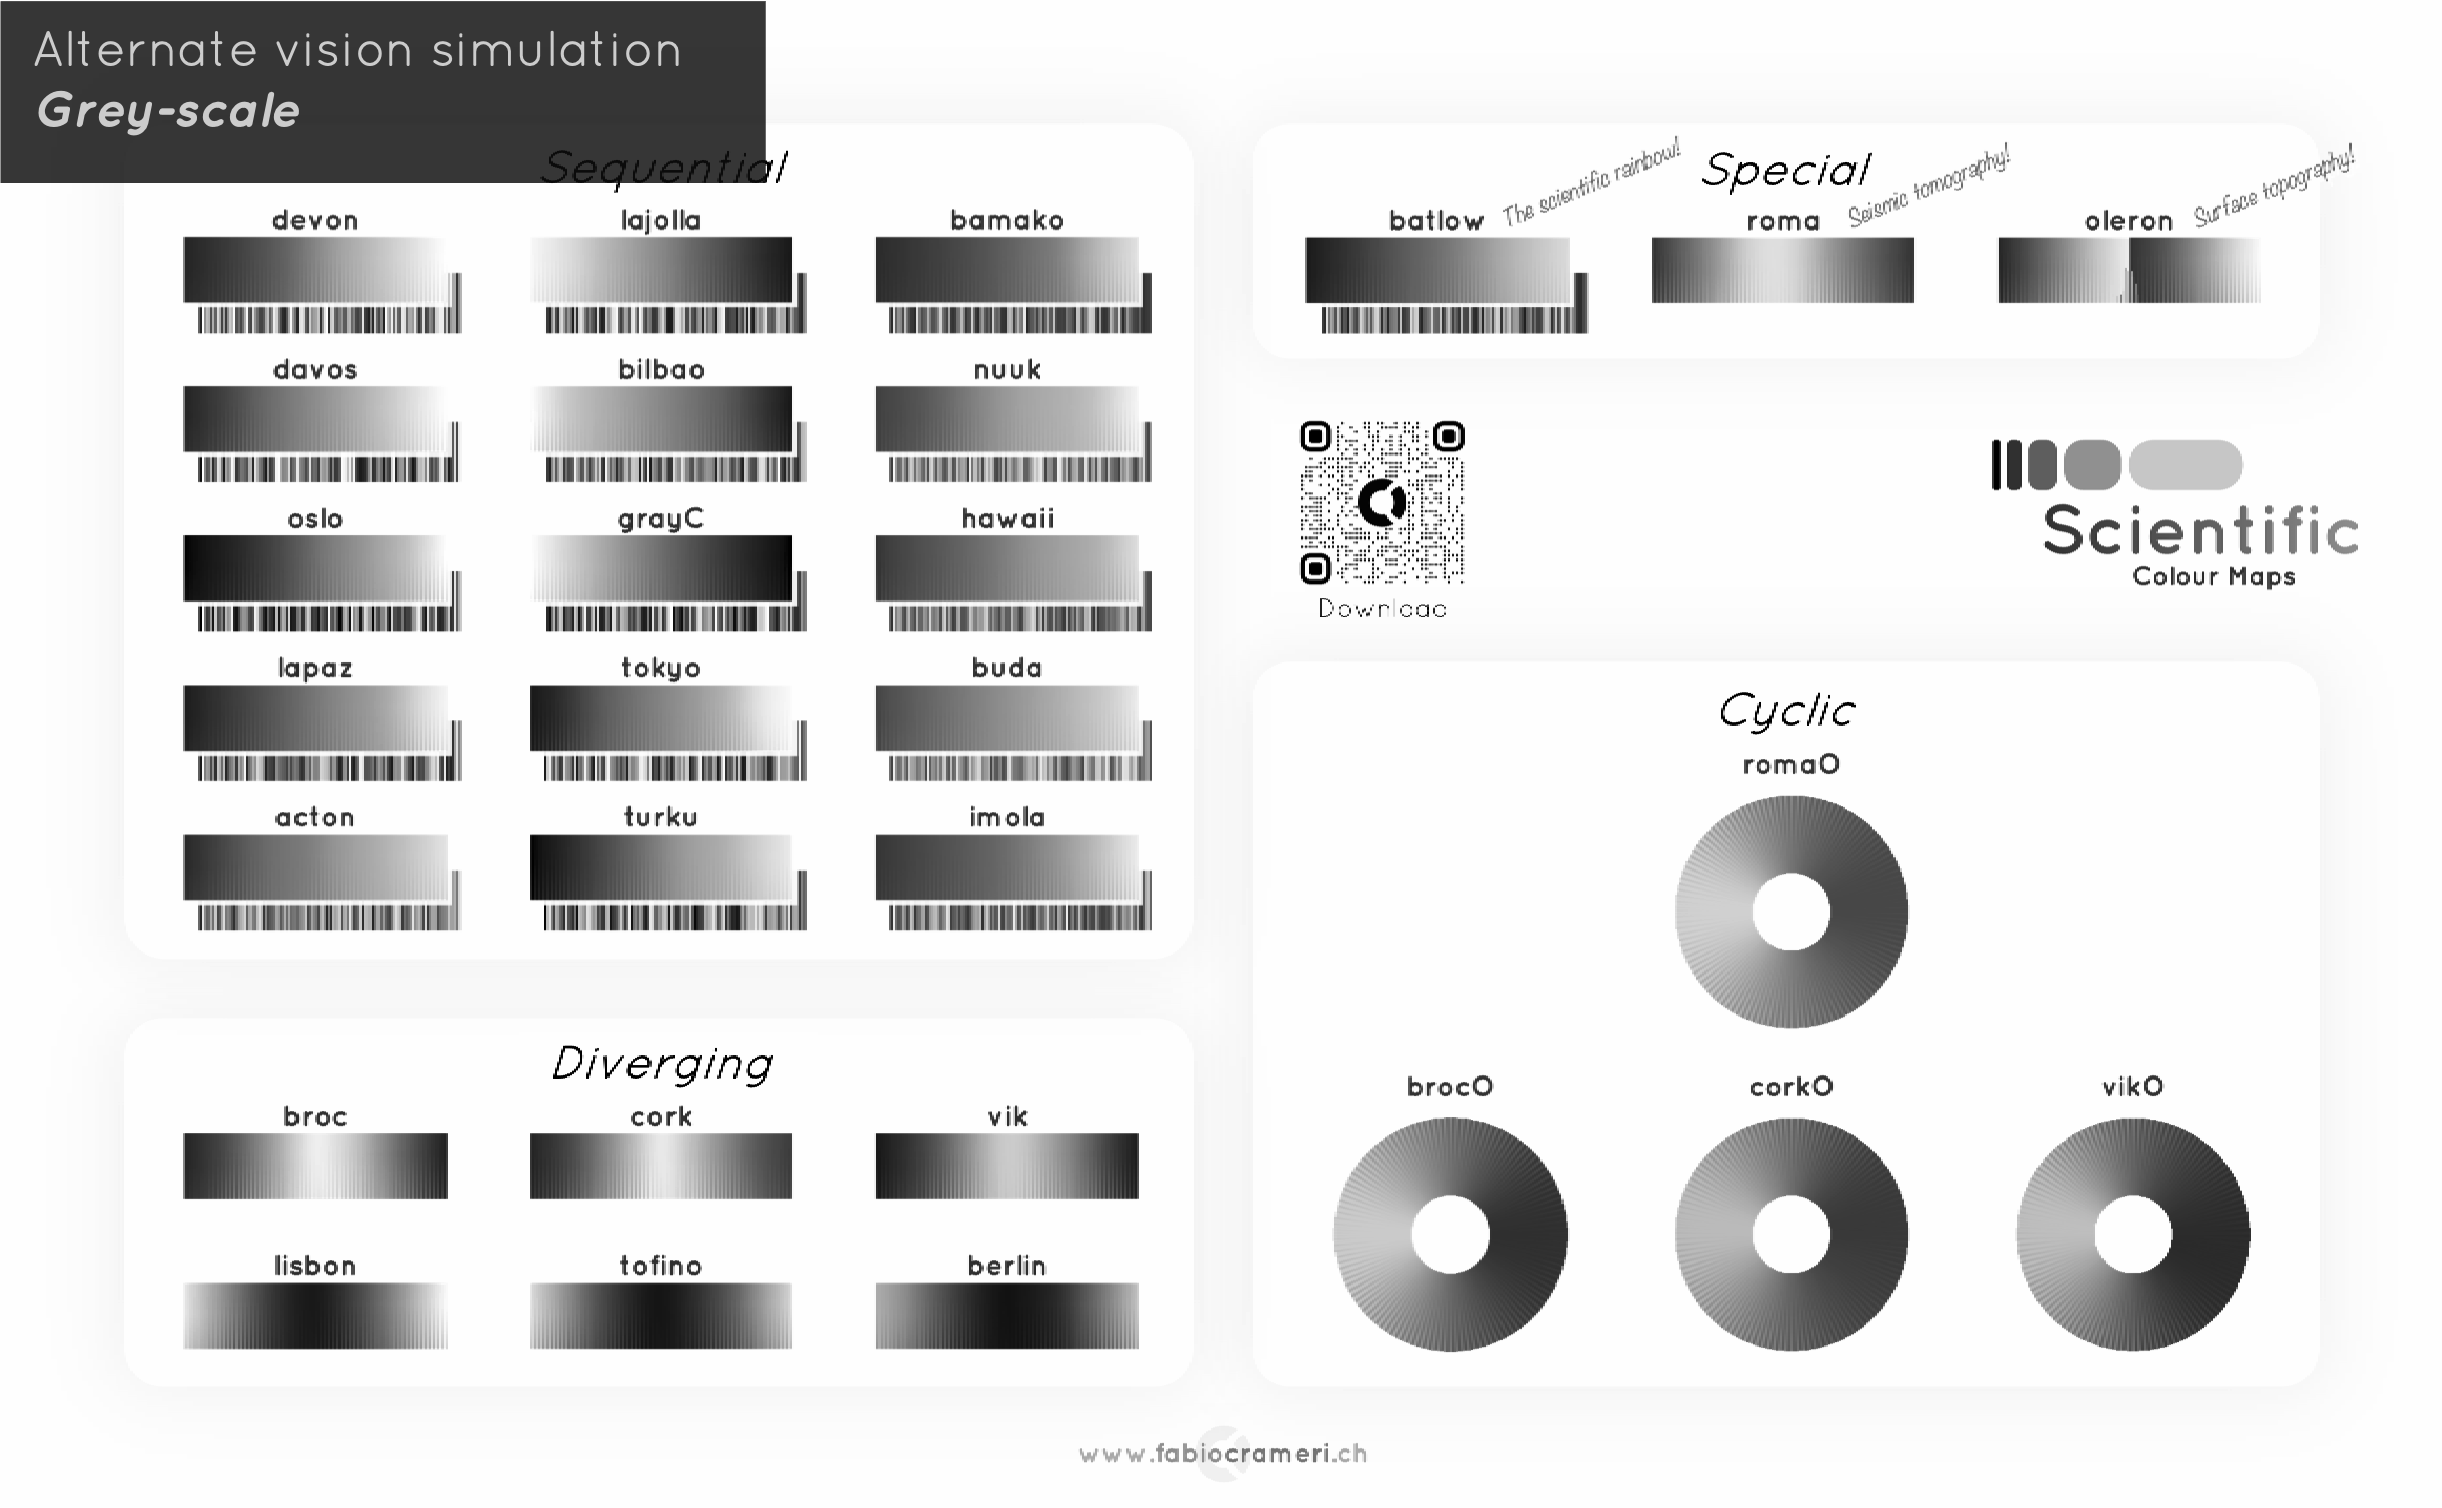 Alternate vision simulation
Grey-scale
Sequential
devon lajolla bamako
davos bilbao nuuk
oslo grayC hawaii
lapaz tokyo buda
acton turku imola
Diverging
broc cork vik
lisbon tofino berlin
Special
batlow The scientific rainbow! roma Seismic tomography! oleron Surface topography!
Download
Scientific
Colour Maps
Cyclic
romaO
brocO corkO vikO
www.fabiocrameri.ch